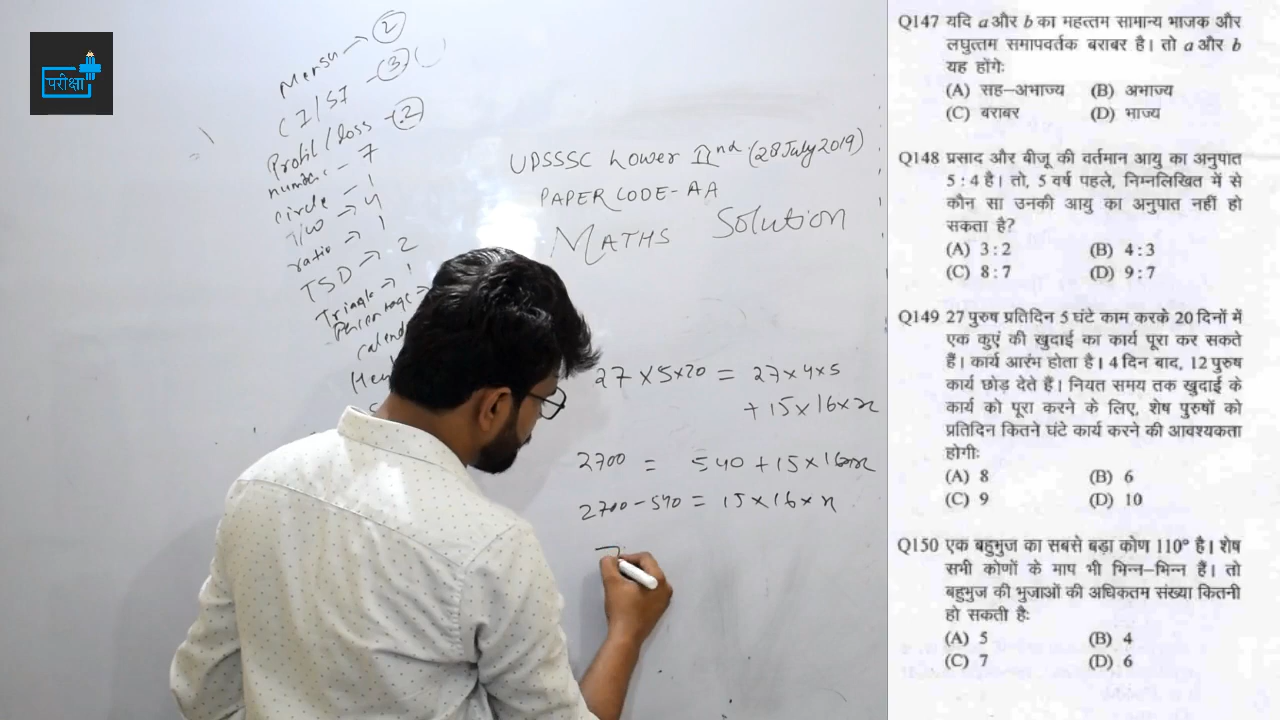 परीक्षा
Mensu → 2
CI/SI - 3
Profit/loss - 2
number - 7
circle - 1
T/W → 4
ratio → 1
TSD → 2
Triangle → 1
Percentage →
Calend
UPSSSC Lower IInd (28 July 2019)
PAPER CODE - AA
MATHS Solution
27 × 5 × 20 = 27 × 4 × 5
+ 15 × 16 × x
2700 = 540 + 15 × 16 × x
2700 - 540 = 15 × 16 × x
Q147 यदि a और b का महत्तम सामान्य भाजक और
लघुत्तम समापवर्तक बराबर है। तो a और b
यह होंगेः
(A) सह–अभाज्य (B) अभाज्य
(C) बराबर (D) भाज्य
Q148 प्रसाद और बीजू की वर्तमान आयु का अनुपात
5 : 4 है। तो, 5 वर्ष पहले, निम्नलिखित में से
कौन सा उनकी आयु का अनुपात नहीं हो
सकता है?
(A) 3 : 2 (B) 4 : 3
(C) 8 : 7 (D) 9 : 7
Q149 27 पुरुष प्रतिदिन 5 घंटे काम करके 20 दिनों में
एक कुएं की खुदाई का कार्य पूरा कर सकते
हैं। कार्य आरंभ होता है। 4 दिन बाद, 12 पुरुष
कार्य छोड़ देते हैं। नियत समय तक खुदाई के
कार्य को पूरा करने के लिए, शेष पुरुषों को
प्रतिदिन कितने घंटे कार्य करने की आवश्यकता
होगीः
(A) 8 (B) 6
(C) 9 (D) 10
Q150 एक बहुभुज का सबसे बड़ा कोण 110° है। शेष
सभी कोणों के माप भी भिन्न–भिन्न हैं। तो
बहुभुज की भुजाओं की अधिकतम संख्या कितनी
हो सकती हैः
(A) 5 (B) 4
(C) 7 (D) 6